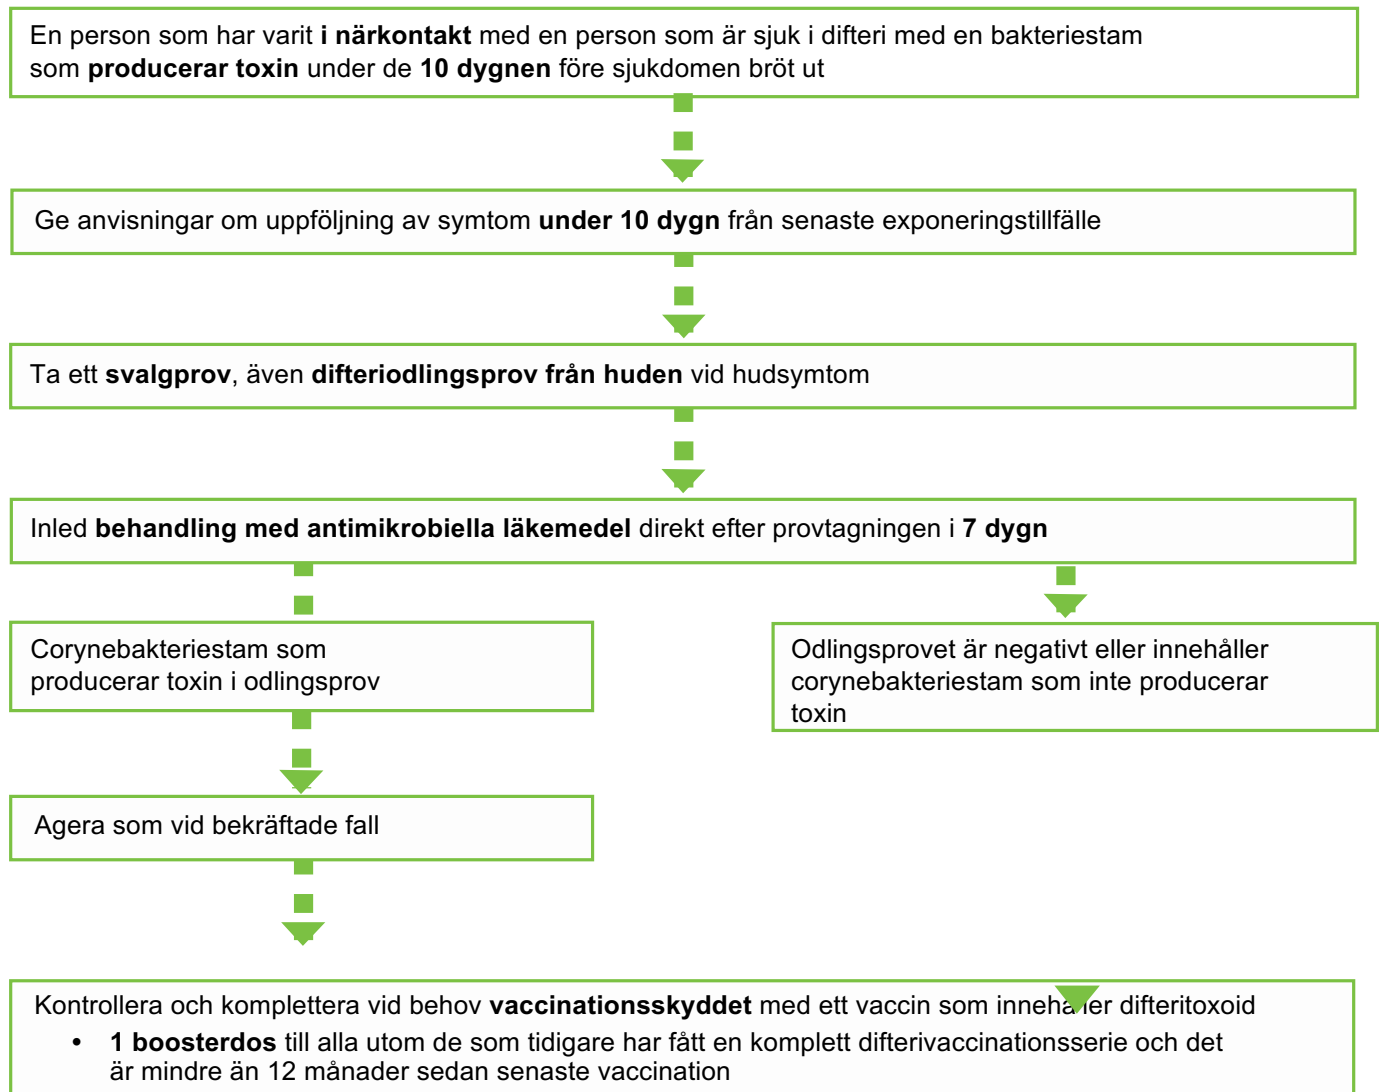 En person som har varit i närkontakt med en person som är sjuk i difteri med en bakteriestam
som producerar toxin under de 10 dygnen före sjukdomen bröt ut
Ge anvisningar om uppföljning av symtom under 10 dygn från senaste exponeringstillfälle
Ta ett svalgprov, även difteriodlingsprov från huden vid hudsymtom
Inled behandling med antimikrobiella läkemedel direkt efter provtagningen i 7 dygn
Corynebakteriestam som
producerar toxin i odlingsprov
Odlingsprovet är negativt eller innehåller
corynebakteriestam som inte producerar
toxin
Agera som vid bekräftade fall
Kontrollera och komplettera vid behov vaccinationsskyddet med ett vaccin som innehåller difteritoxoid
• 1 boosterdos till alla utom de som tidigare har fått en komplett difterivaccinationsserie och det
är mindre än 12 månader sedan senaste vaccination